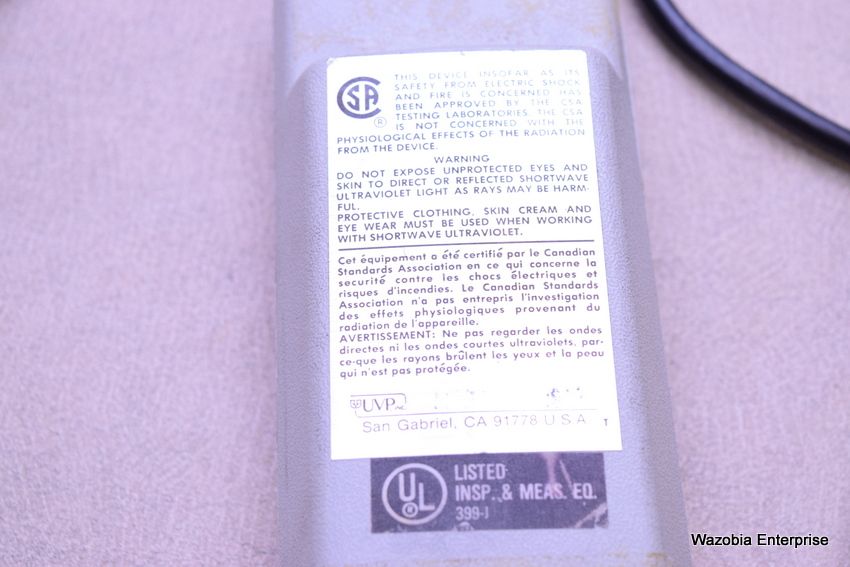 CSA
®
THIS DEVICE INSOFAR AS ITS
SAFETY FROM ELECTRIC SHOCK
AND FIRE IS CONCERNED HAS
BEEN APPROVED BY THE CSA
TESTING LABORATORIES. THE CSA
IS NOT CONCERNED WITH THE
PHYSIOLOGICAL EFFECTS OF THE RADIATION
FROM THE DEVICE.
WARNING
DO NOT EXPOSE UNPROTECTED EYES AND
SKIN TO DIRECT OR REFLECTED SHORTWAVE
ULTRAVIOLET LIGHT AS RAYS MAY BE HARM-
FUL.
PROTECTIVE CLOTHING, SKIN CREAM AND
EYE WEAR MUST BE USED WHEN WORKING
WITH SHORTWAVE ULTRAVIOLET.
Cet équipement a été certifié par le Canadian
Standards Association en ce qui concerne la
securité contre les chocs électriques et
risques d'incendies. Le Canadian Standards
Association n'a pas entrepris l'investigation
des effets physiologiques provenant du
radiation de l'appareille.
AVERTISSEMENT: Ne pas regarder les ondes
directes ni les ondes courtes ultraviolets, par-
ce-que les rayons brûlent les yeux et la peau
qui n'est pas protégée.
UVP INC.
San Gabriel, CA 91778 U.S.A. T
UL ®
LISTED
INSP. & MEAS. EQ.
399-J
Wazobia Enterprise